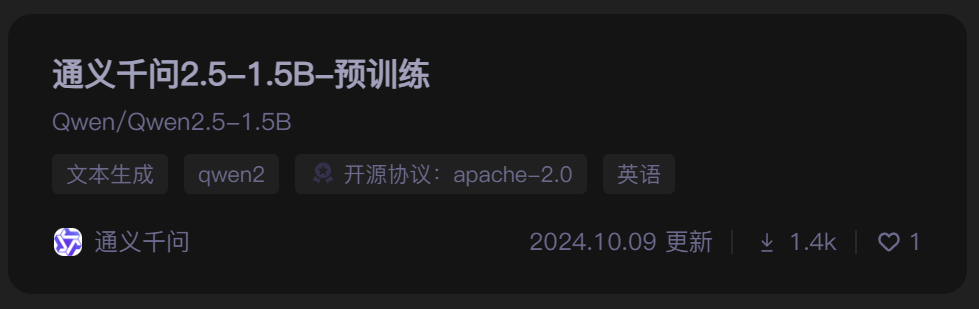 通义千问2.5-1.5B-预训练
Qwen/Qwen2.5-1.5B
文本生成 qwen2 开源协议：apache-2.0 英语
通义千问 2024.10.09 更新 1.4k 1